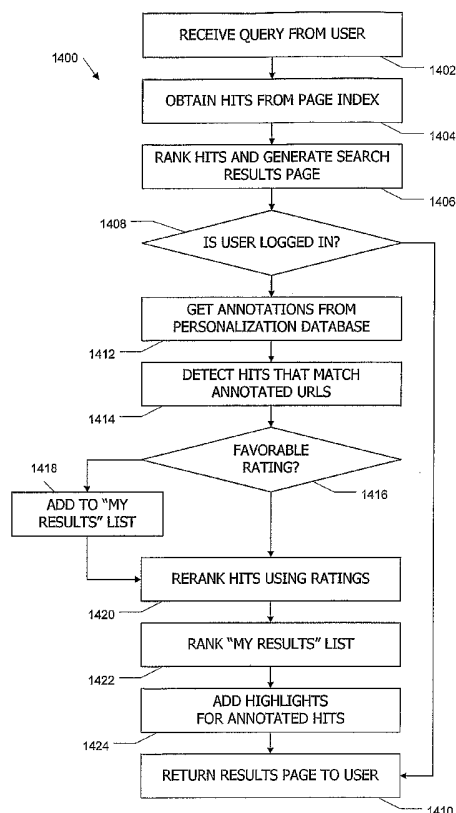 1400
RECEIVE QUERY FROM USER
1402
OBTAIN HITS FROM PAGE INDEX
1404
RANK HITS AND GENERATE SEARCH
RESULTS PAGE
1406
1408
IS USER LOGGED IN?
GET ANNOTATIONS FROM
PERSONALIZATION DATABASE
1412
DETECT HITS THAT MATCH
ANNOTATED URLS
1414
FAVORABLE
RATING?
1416
1418
ADD TO "MY
RESULTS" LIST
RERANK HITS USING RATINGS
1420
RANK "MY RESULTS" LIST
1422
ADD HIGHLIGHTS
FOR ANNOTATED HITS
1424
RETURN RESULTS PAGE TO USER
1410